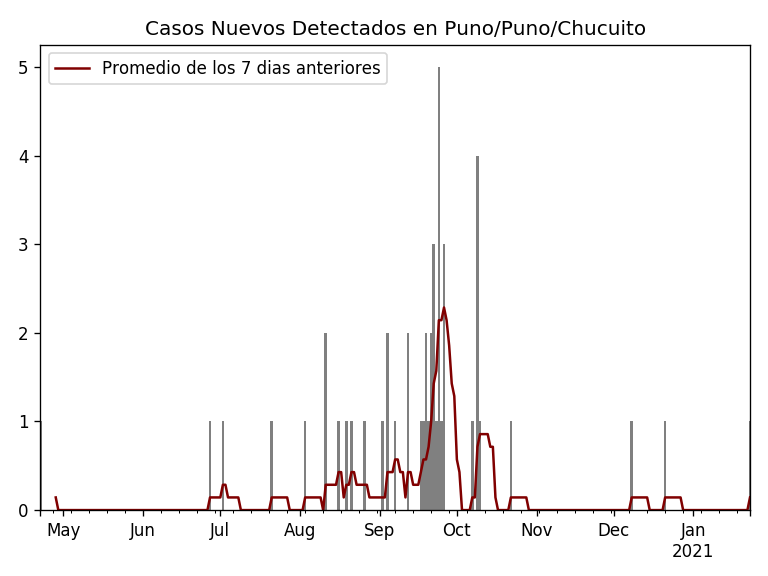 Casos Nuevos Detectados en Puno/Puno/Chucuito
Promedio de los 7 dias anteriores
5
4
3
2
1
0
May Jun Jul Aug Sep Oct Nov Dec Jan
2021